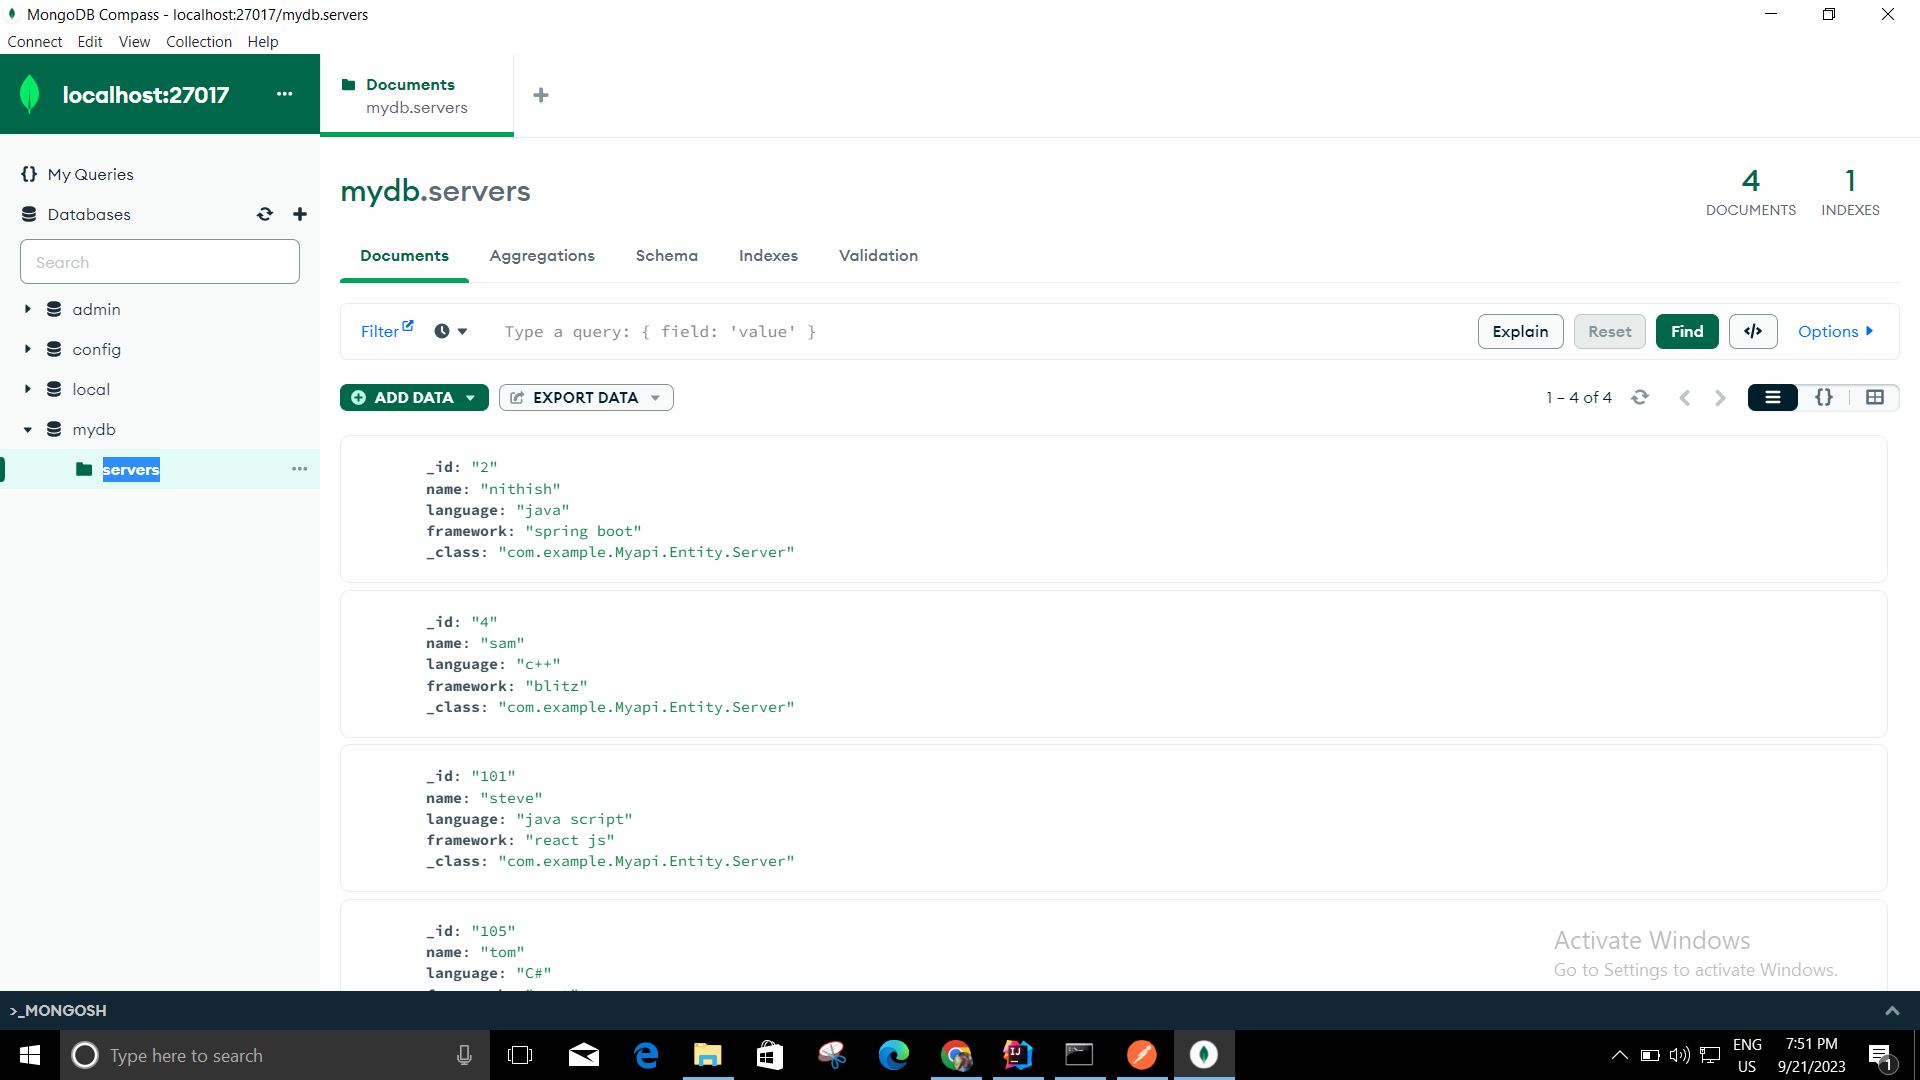 MongoDB Compass - localhost:27017/mydb.servers
Connect Edit View Collection Help
localhost:27017 ...
Documents
mydb.servers
+
{} My Queries
Databases
Search
admin
config
local
mydb
servers ...
mydb.servers
4
DOCUMENTS
1
INDEXES
Documents Aggregations Schema Indexes Validation
Filter Type a query: { field: 'value' } Explain Reset Find </> Options
ADD DATA EXPORT DATA 1 – 4 of 4 {}
_id: "2"
name: "nithish"
language: "java"
framework: "spring boot"
_class: "com.example.Myapi.Entity.Server"
_id: "4"
name: "sam"
language: "c++"
framework: "blitz"
_class: "com.example.Myapi.Entity.Server"
_id: "101"
name: "steve"
language: "java script"
framework: "react js"
_class: "com.example.Myapi.Entity.Server"
_id: "105"
name: "tom"
language: "C#"
Activate Windows
Go to Settings to activate Windows.
>_MONGOSH
Type here to search
ENG
US
7:51 PM
9/21/2023
1